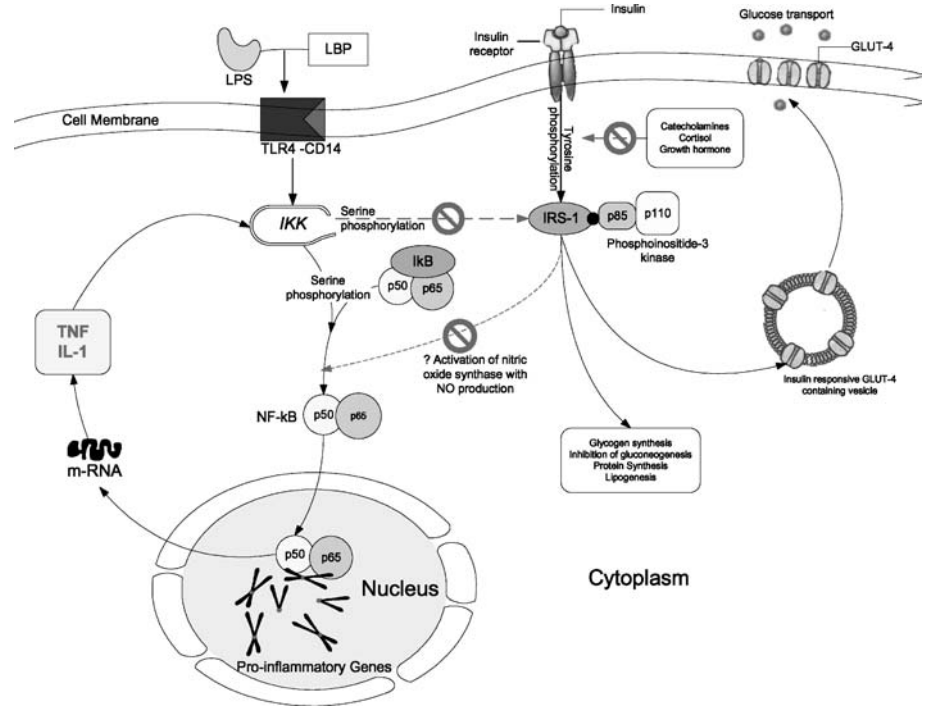 LPS
LBP
Insulin
Insulin
receptor
Glucose transport
GLUT-4
Cell Membrane
TLR4 -CD14
Tyrosine
phosphorylation
Catecholamines
Cortisol
Growth hormone
IKK
Serine
phosphorylation
IRS-1
p85
p110
Phosphoinositide-3
kinase
IkB
p50
p65
Serine
phosphorylation
TNF
IL-1
? Activation of nitric
oxide synthase with
NO production
Insulin responsive GLUT-4
containing vesicle
NF-kB
p50
p65
m-RNA
Glycogen synthesis
Inhibition of gluconeogenesis
Protein Synthesis
Lipogenesis
p50
p65
Nucleus
Cytoplasm
Pro-inflammatory Genes